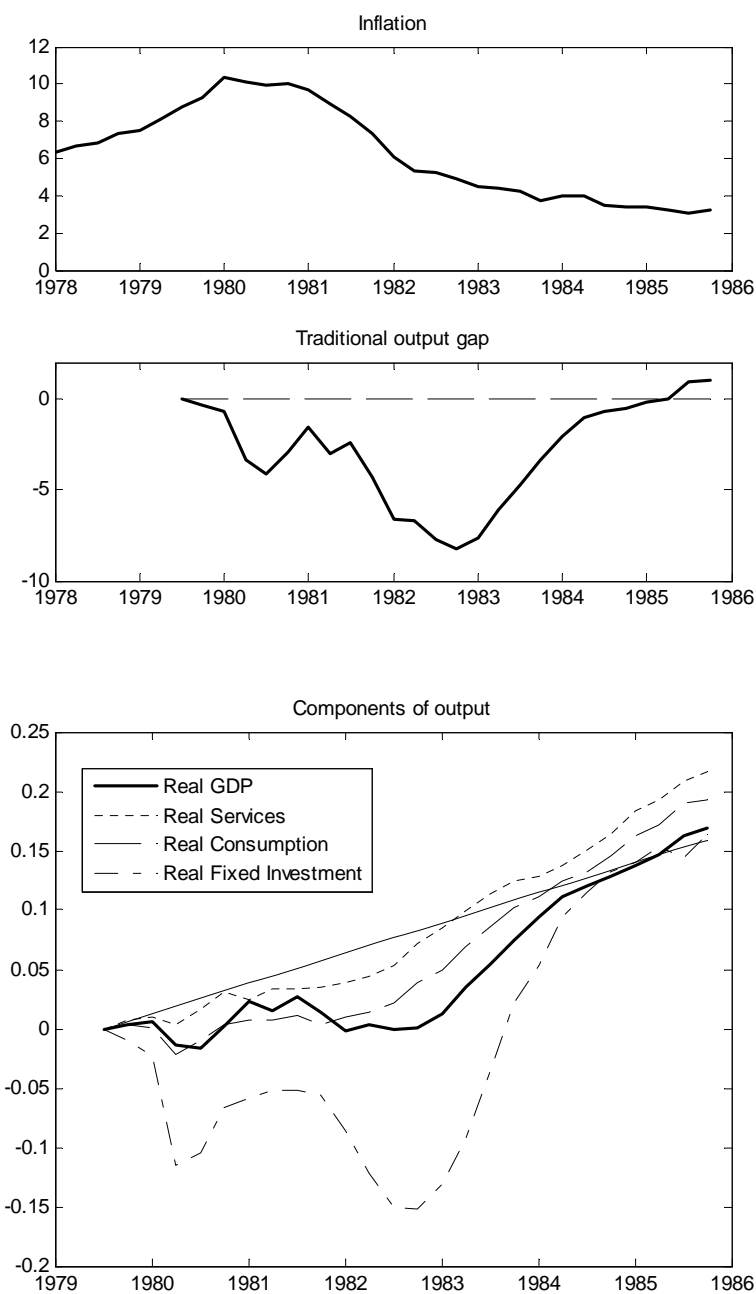 Inflation
12
10
8
6
4
2
0
1978 1979 1980 1981 1982 1983 1984 1985 1986
Traditional output gap
0
-5
-10
1978 1979 1980 1981 1982 1983 1984 1985 1986
Components of output
0.25
0.2
0.15
0.1
0.05
0
-0.05
-0.1
-0.15
-0.2
Real GDP
Real Services
Real Consumption
Real Fixed Investment
1979 1980 1981 1982 1983 1984 1985 1986